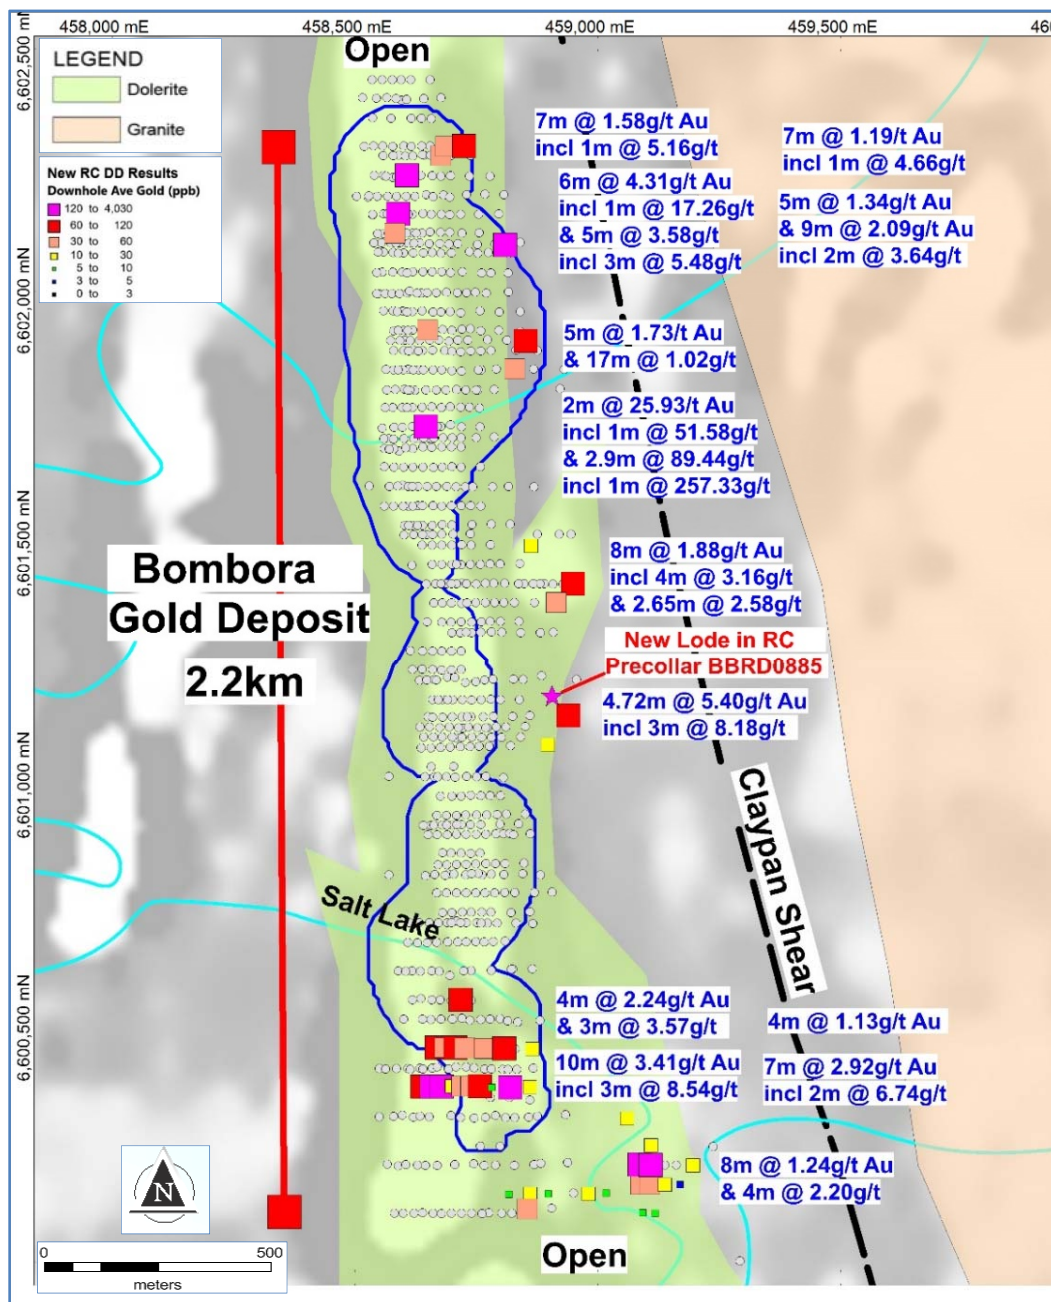 458,000 mE
458,500 mE
459,000 mE
459,500 mE
6,602,500 mN
6,602,000 mN
6,601,500 mN
6,601,000 mN
6,600,500 mN
LEGEND
Dolerite
Granite
New RC DD Results
Downhole Ave Gold (ppb)
120 to 4,030
60 to 120
30 to 60
10 to 30
5 to 10
3 to 5
0 to 3
Open
7m @ 1.58g/t Au
incl 1m @ 5.16g/t
6m @ 4.31g/t Au
incl 1m @ 17.26g/t
& 5m @ 3.58g/t
incl 3m @ 5.48g/t
7m @ 1.19/t Au
incl 1m @ 4.66g/t
5m @ 1.34g/t Au
& 9m @ 2.09g/t Au
incl 2m @ 3.64g/t
5m @ 1.73/t Au
& 17m @ 1.02g/t
2m @ 25.93/t Au
incl 1m @ 51.58g/t
& 2.9m @ 89.44g/t
incl 1m @ 257.33g/t
Bombora
Gold Deposit
2.2km
8m @ 1.88g/t Au
incl 4m @ 3.16g/t
& 2.65m @ 2.58g/t
New Lode in RC
Precollar BBRD0885
4.72m @ 5.40g/t Au
incl 3m @ 8.18g/t
Claypan Shear
Salt Lake
4m @ 2.24g/t Au
& 3m @ 3.57g/t
10m @ 3.41g/t Au
incl 3m @ 8.54g/t
4m @ 1.13g/t Au
7m @ 2.92g/t Au
incl 2m @ 6.74g/t
8m @ 1.24g/t Au
& 4m @ 2.20g/t
N
0 500
meters
Open